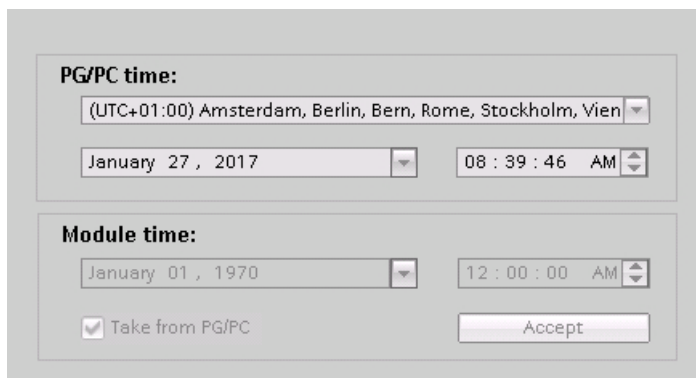 PG/PC time:
(UTC+01:00) Amsterdam, Berlin, Bern, Rome, Stockholm, Vien
January 27 , 2017
08 : 39 : 46 AM
Module time:
January 01 , 1970
12 : 00 : 00 AM
Take from PG/PC
Accept